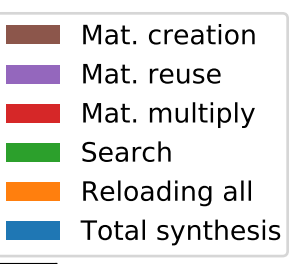 Mat. creation
Mat. reuse
Mat. multiply
Search
Reloading all
Total synthesis